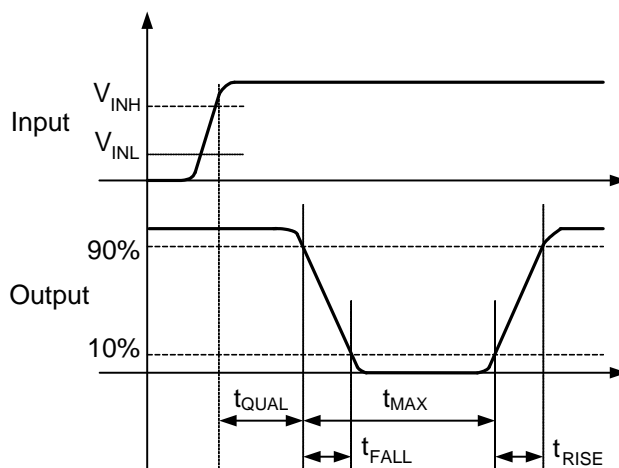 V_INH
Input
V_INL
90%
Output
10%
t_QUAL t_MAX
t_FALL t_RISE